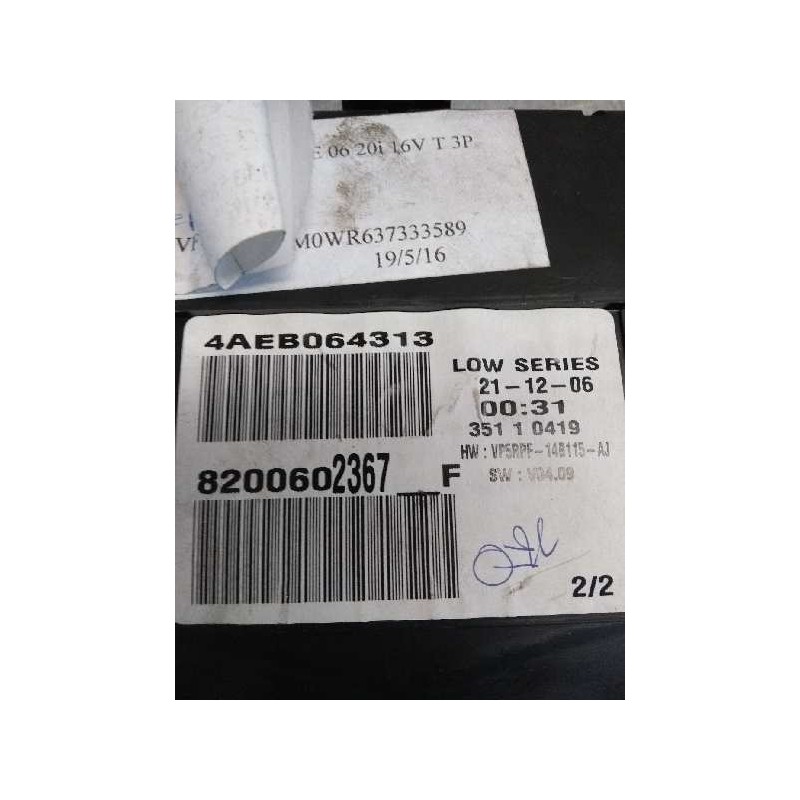 E 06 20i 16V T 3P
M0WR637333589
19/5/16
4AEB064313
LOW SERIES
21-12-06
00:31
351 1 0419
HW : VP5RPF-14B115-AJ
8200602367__F
SW : V04.09
2/2